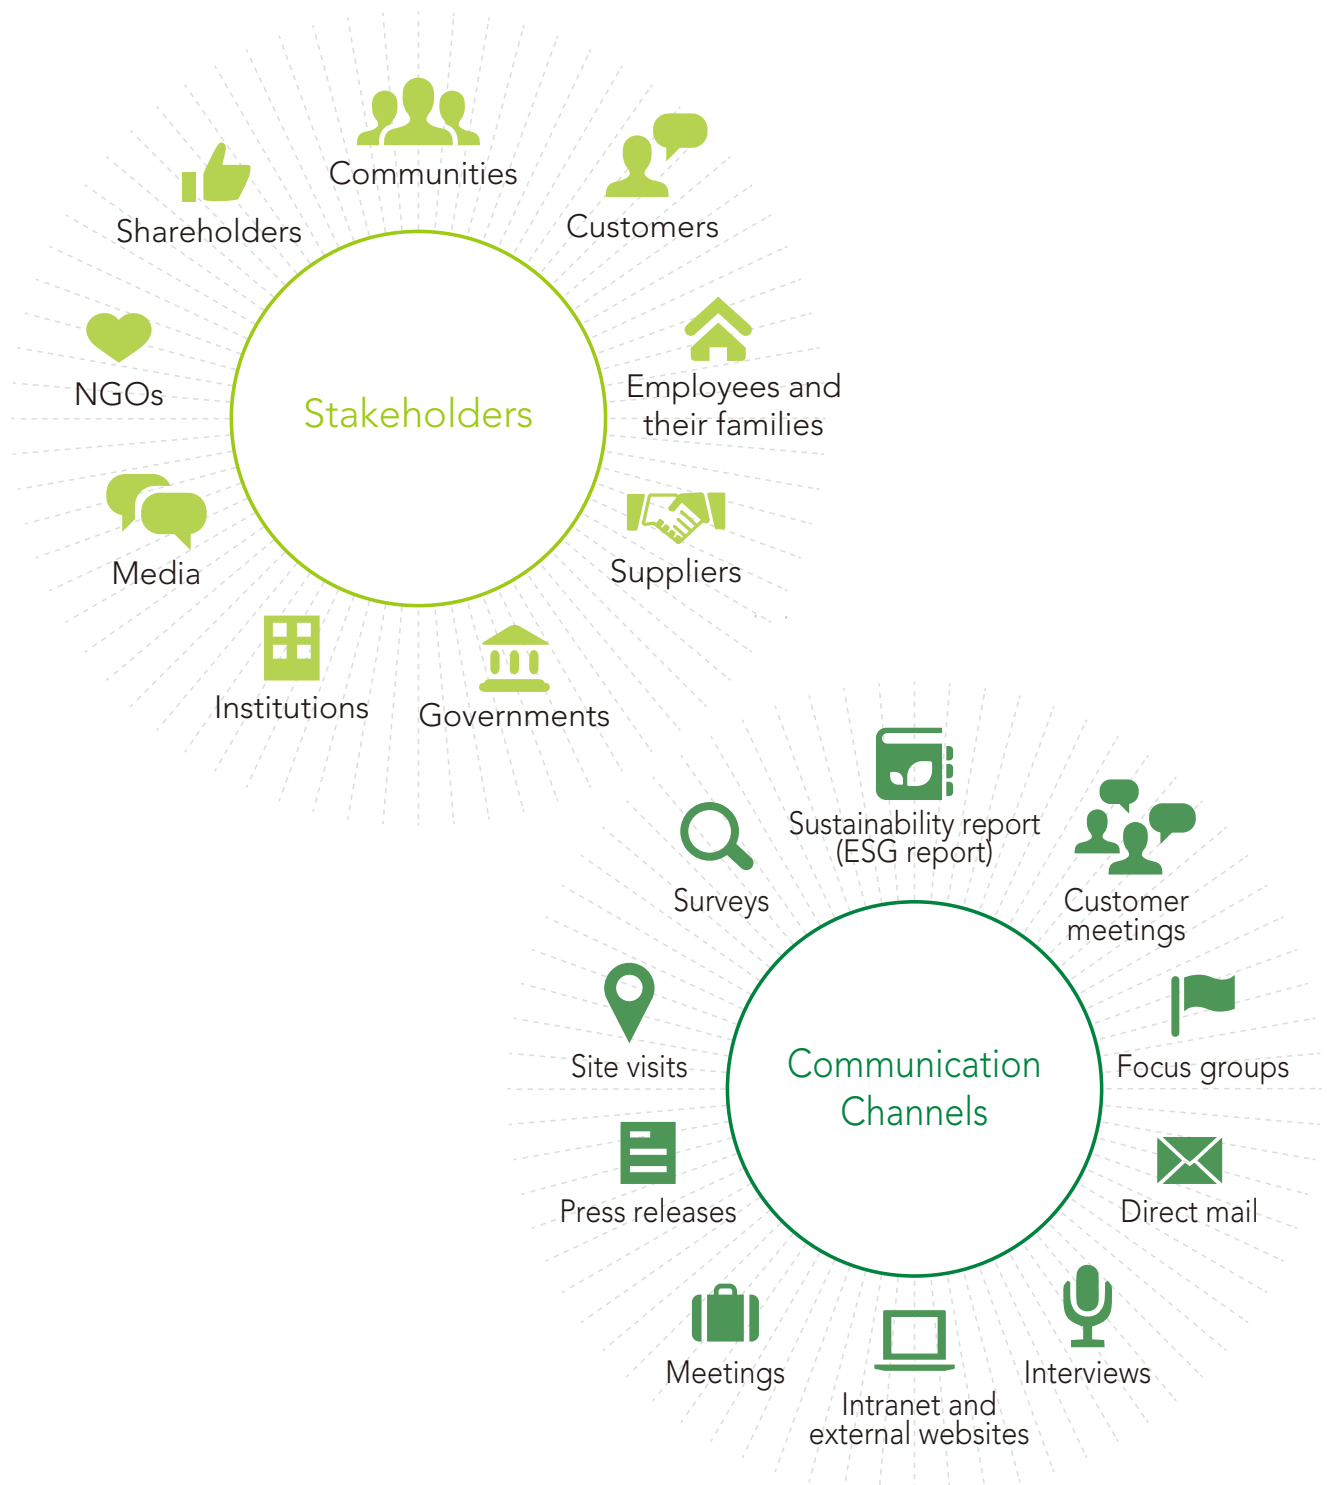 Communities
Customers
Shareholders
Employees and
their families
NGOs
Stakeholders
Suppliers
Media
Institutions
Governments
Sustainability report
(ESG report)
Customer
meetings
Surveys
Focus groups
Site visits
Communication
Channels
Direct mail
Press releases
Interviews
Meetings
Intranet and
external websites